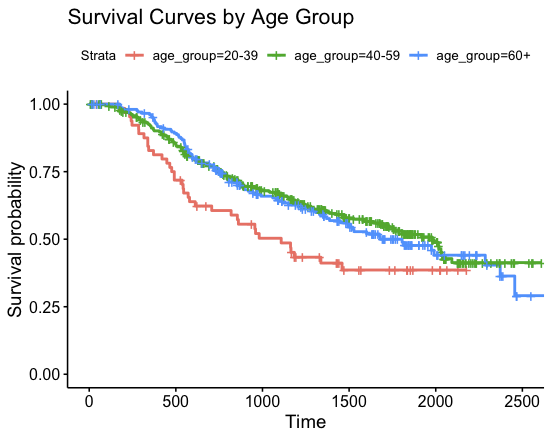 Survival Curves by Age Group
Strata age_group=20-39 age_group=40-59 age_group=60+
Survival probability
1.00
0.75
0.50
0.25
0.00
0 500 1000 1500 2000 2500
Time